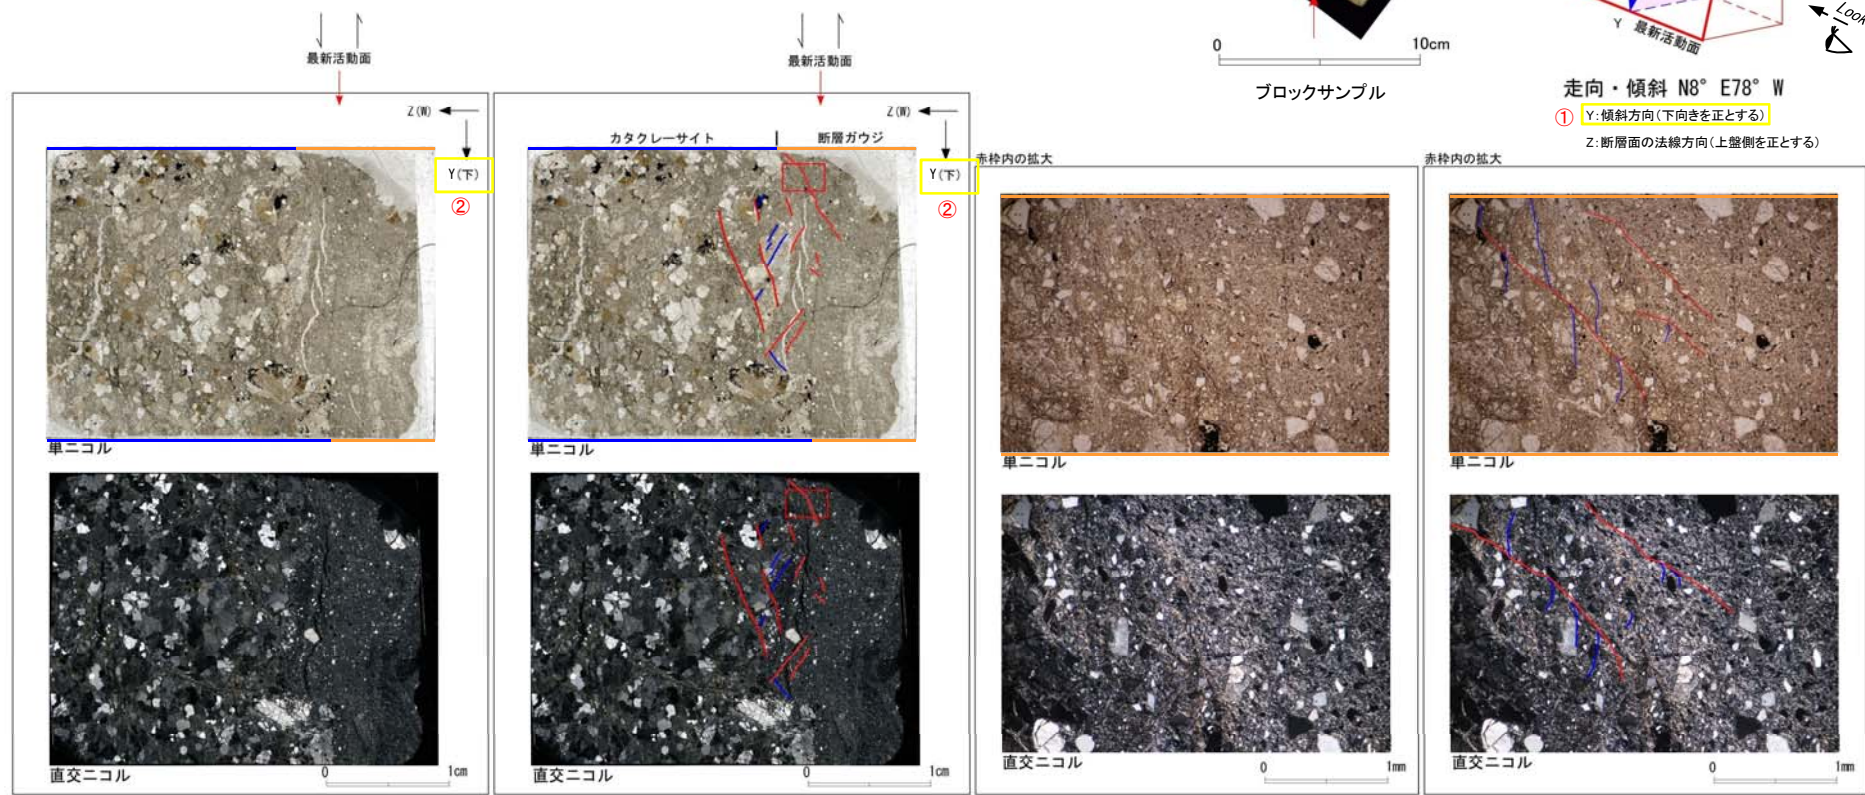 最新活動面
最新活動面
0 10cm
ブロックサンプル
Y 最新活動面
Look
走向・傾斜 N8° E78° W
① Y:傾斜方向(下向きを正とする)
Z:断層面の法線方向(上盤側を正とする)
Z(W)
Y(下)
②
単ニコル
直交ニコル
0 1cm
Z(W)
カタクレーサイト 断層ガウジ
Y(下)
②
単ニコル
直交ニコル
0 1cm
赤枠内の拡大
単ニコル
直交ニコル
0 1mm
赤枠内の拡大
単ニコル
直交ニコル
0 1mm